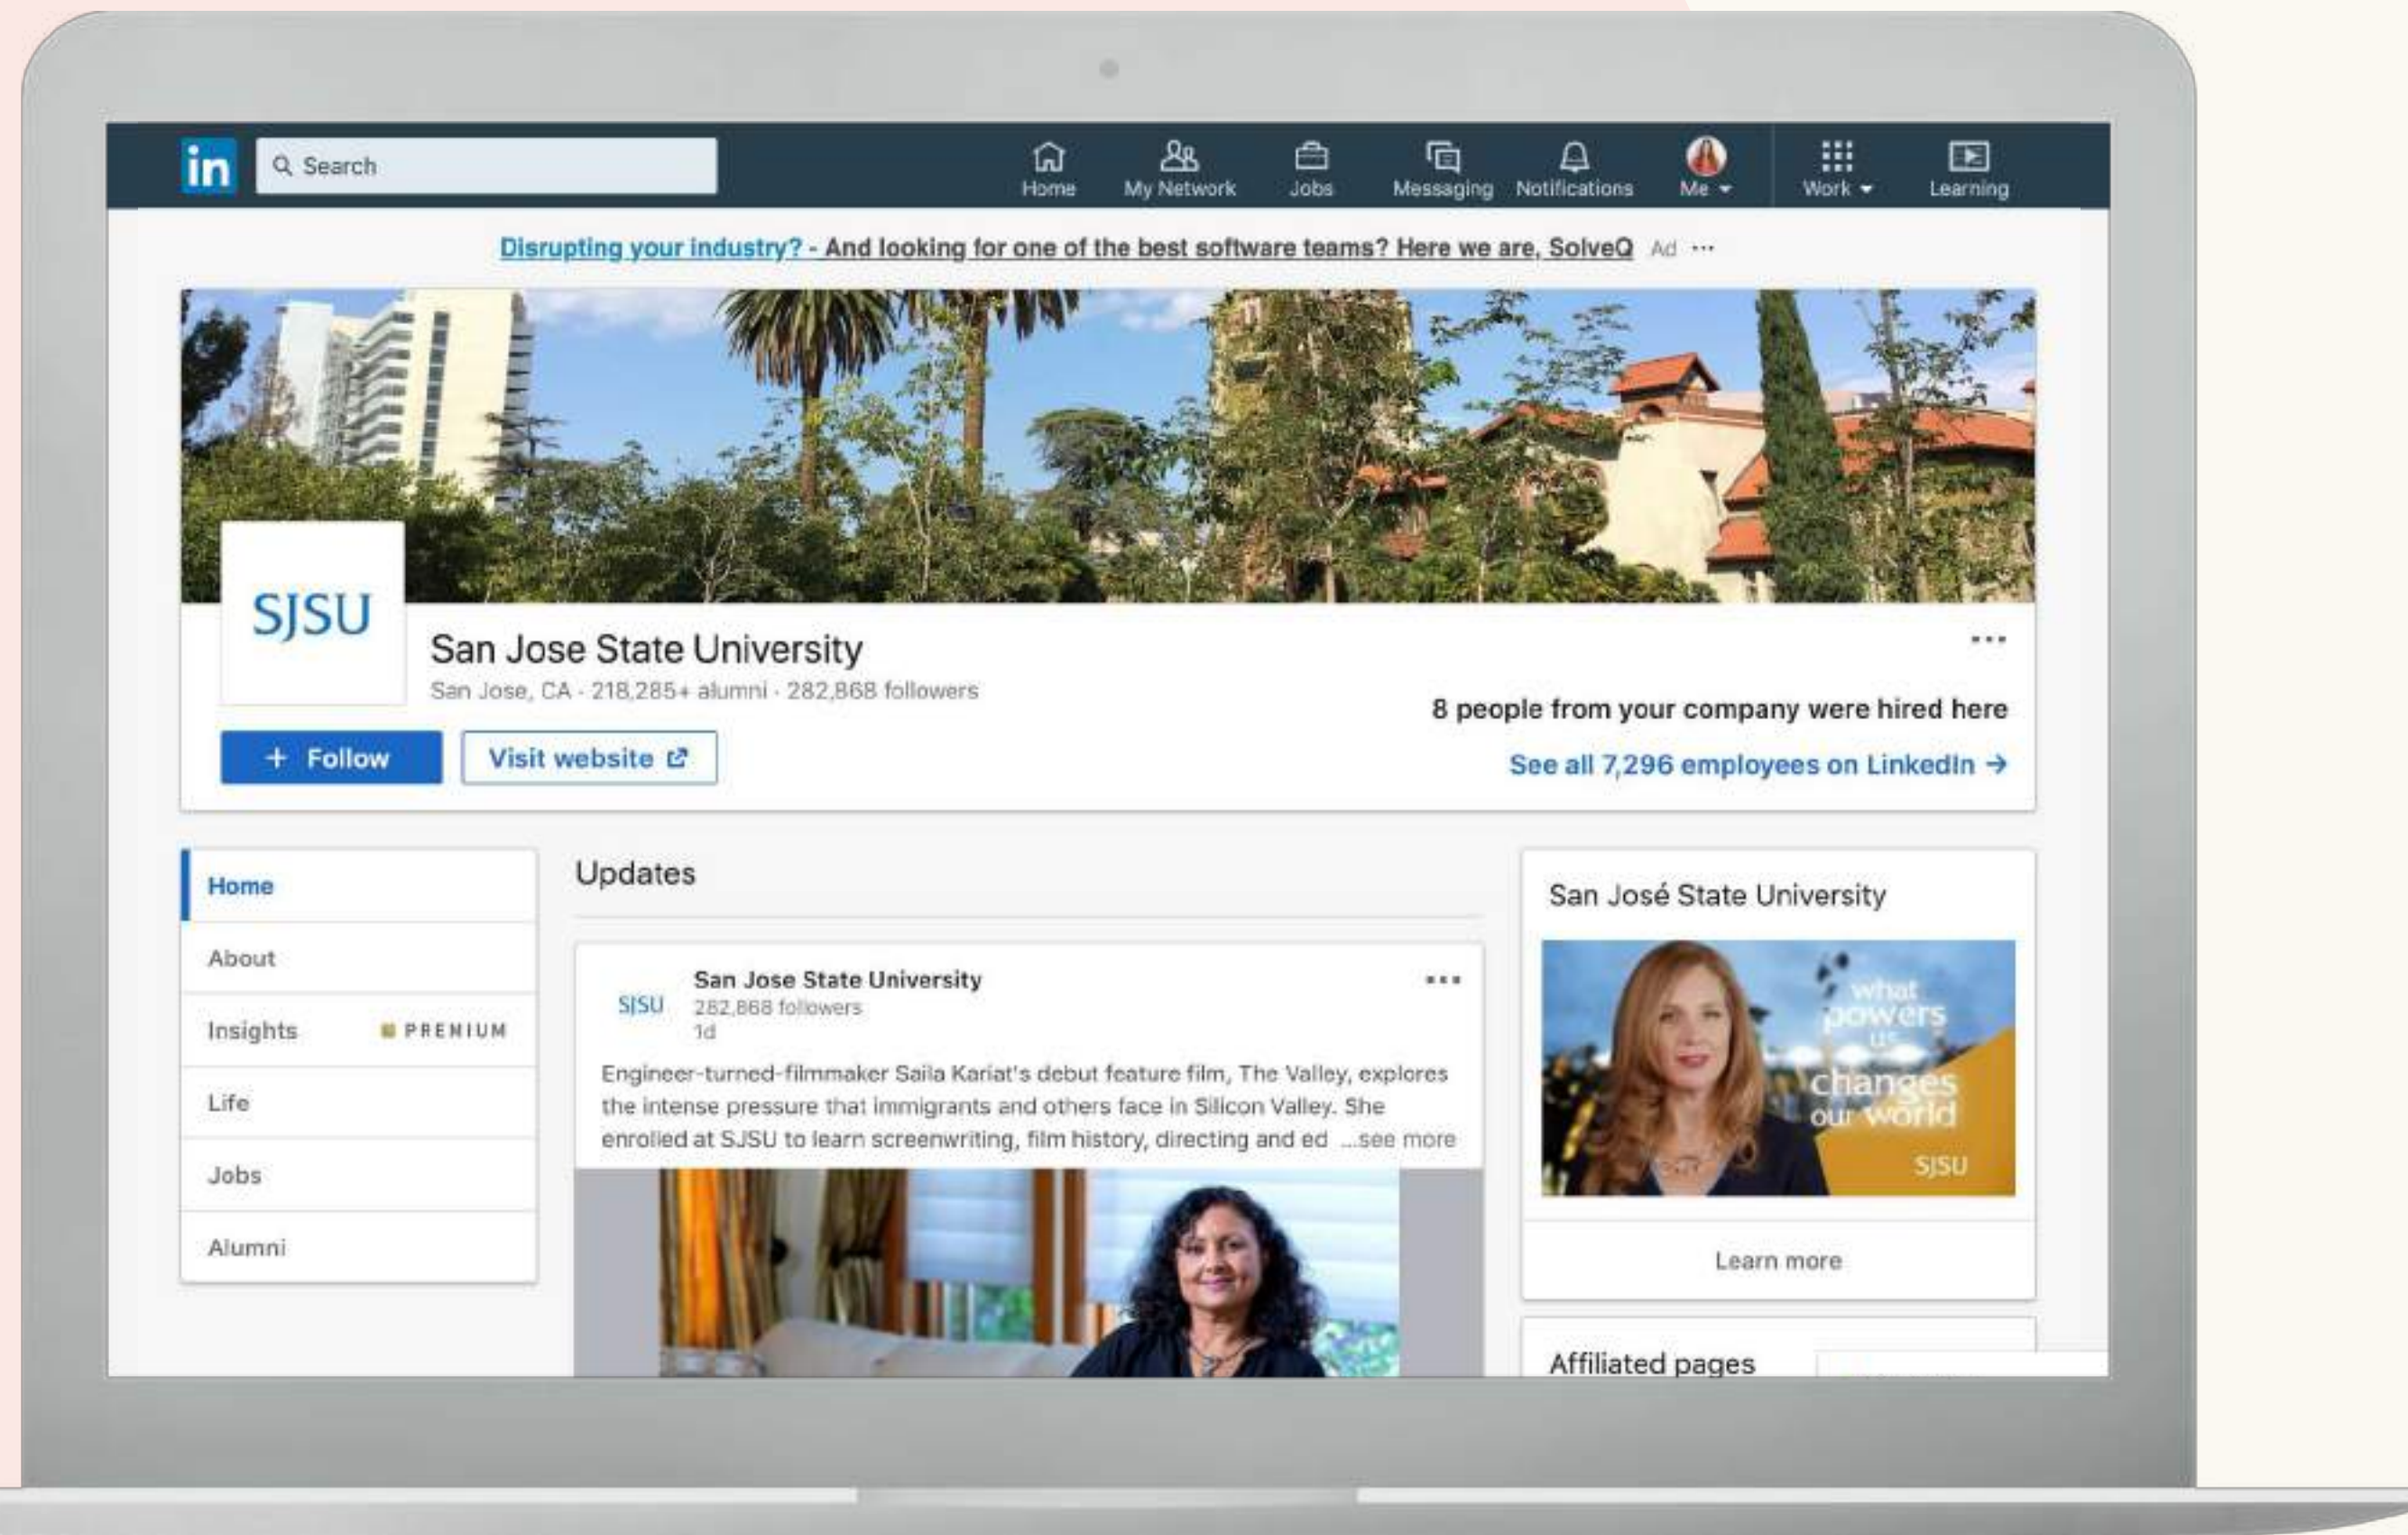 in
Search
Home
My Network
Jobs
Messaging
Notifications
Me
Work
Learning
Disrupting your industry? - And looking for one of the best software teams? Here we are, SolveQ Ad ···
SJSU
San Jose State University
San Jose, CA · 218,285+ alumni · 282,868 followers
8 people from your company were hired here
+ Follow
Visit website
See all 7,296 employees on LinkedIn →
Home
About
Insights
PREMIUM
Life
Jobs
Alumni
Updates
SJSU
San Jose State University
282,868 followers
1d
Engineer-turned-filmmaker Saila Kariat's debut feature film, The Valley, explores
the intense pressure that immigrants and others face in Silicon Valley. She
enrolled at SJSU to learn screenwriting, film history, directing and ed ...see more
San José State University
what
powers
us
changes
our world
SJSU
Learn more
Affiliated pages